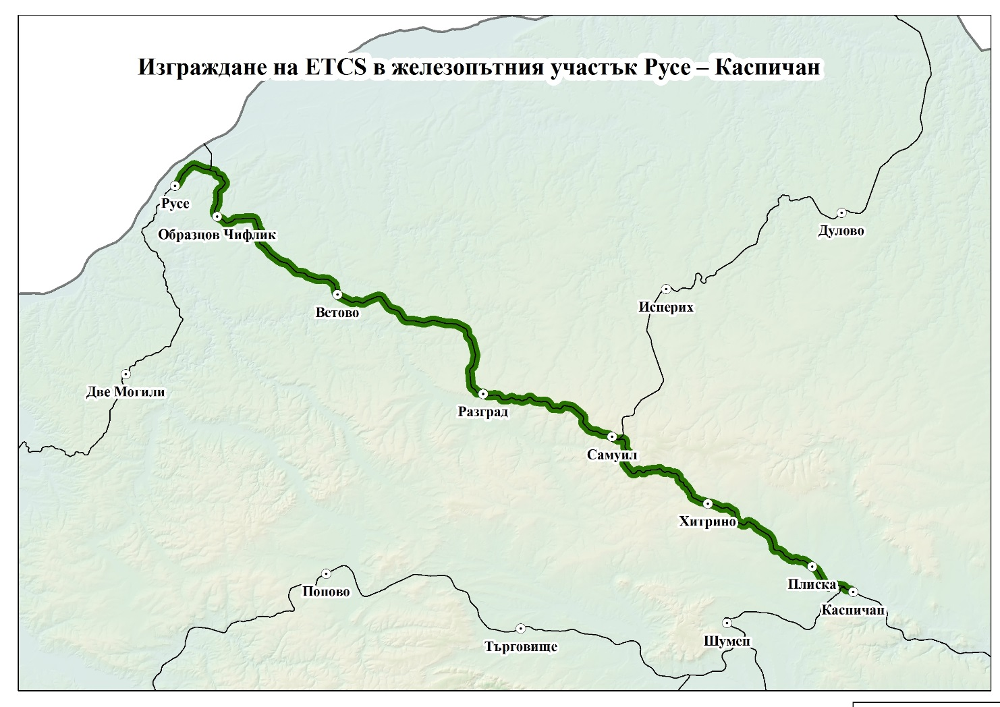 Изграждане на ETCS в железопътния участък Русе – Каспичан
Русе
Образцов Чифлик
Дулово
Исперих
Ветово
Две Могили
Разград
Самуил
Хитрино
Плиска
Попово
Каспичан
Шумен
Търговище